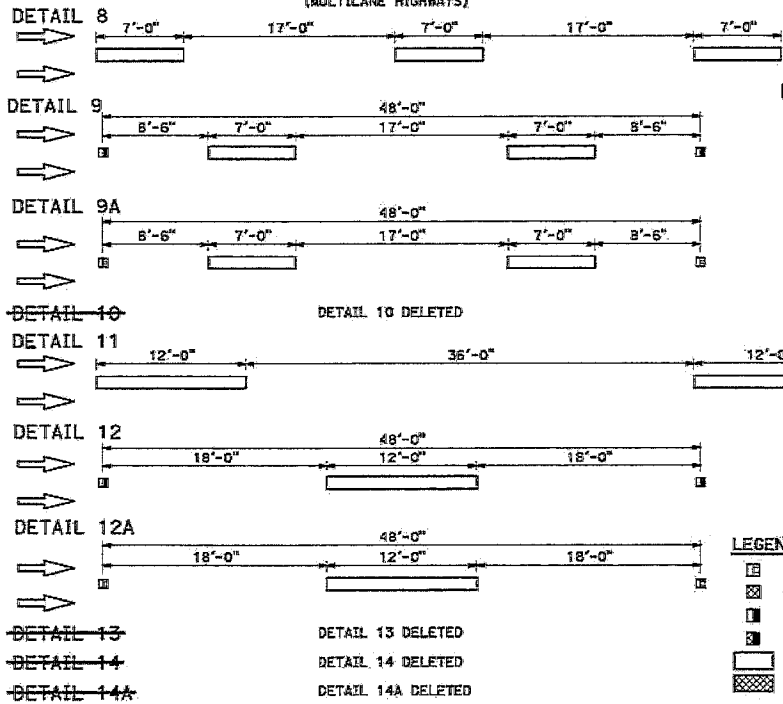 (MULTILANE HIGHWAYS)
DETAIL 8
7'-0" 17'-0" 7'-0" 17'-0" 7'-0"
DETAIL 9
48'-0"
8'-6" 7'-0" 17'-0" 7'-0" 8'-6"
DETAIL 9A
48'-0"
8'-6" 7'-0" 17'-0" 7'-0" 8'-6"
DETAIL 10 DETAIL 10 DELETED
DETAIL 11
12'-0" 36'-0" 12'-0
DETAIL 12
48'-0"
18'-0" 12'-0" 18'-0"
DETAIL 12A
48'-0"
18'-0" 12'-0" 18'-0"
LEGEN
DETAIL 13 DETAIL 13 DELETED
DETAIL 14 DETAIL 14 DELETED
DETAIL 14A DETAIL 14A DELETED